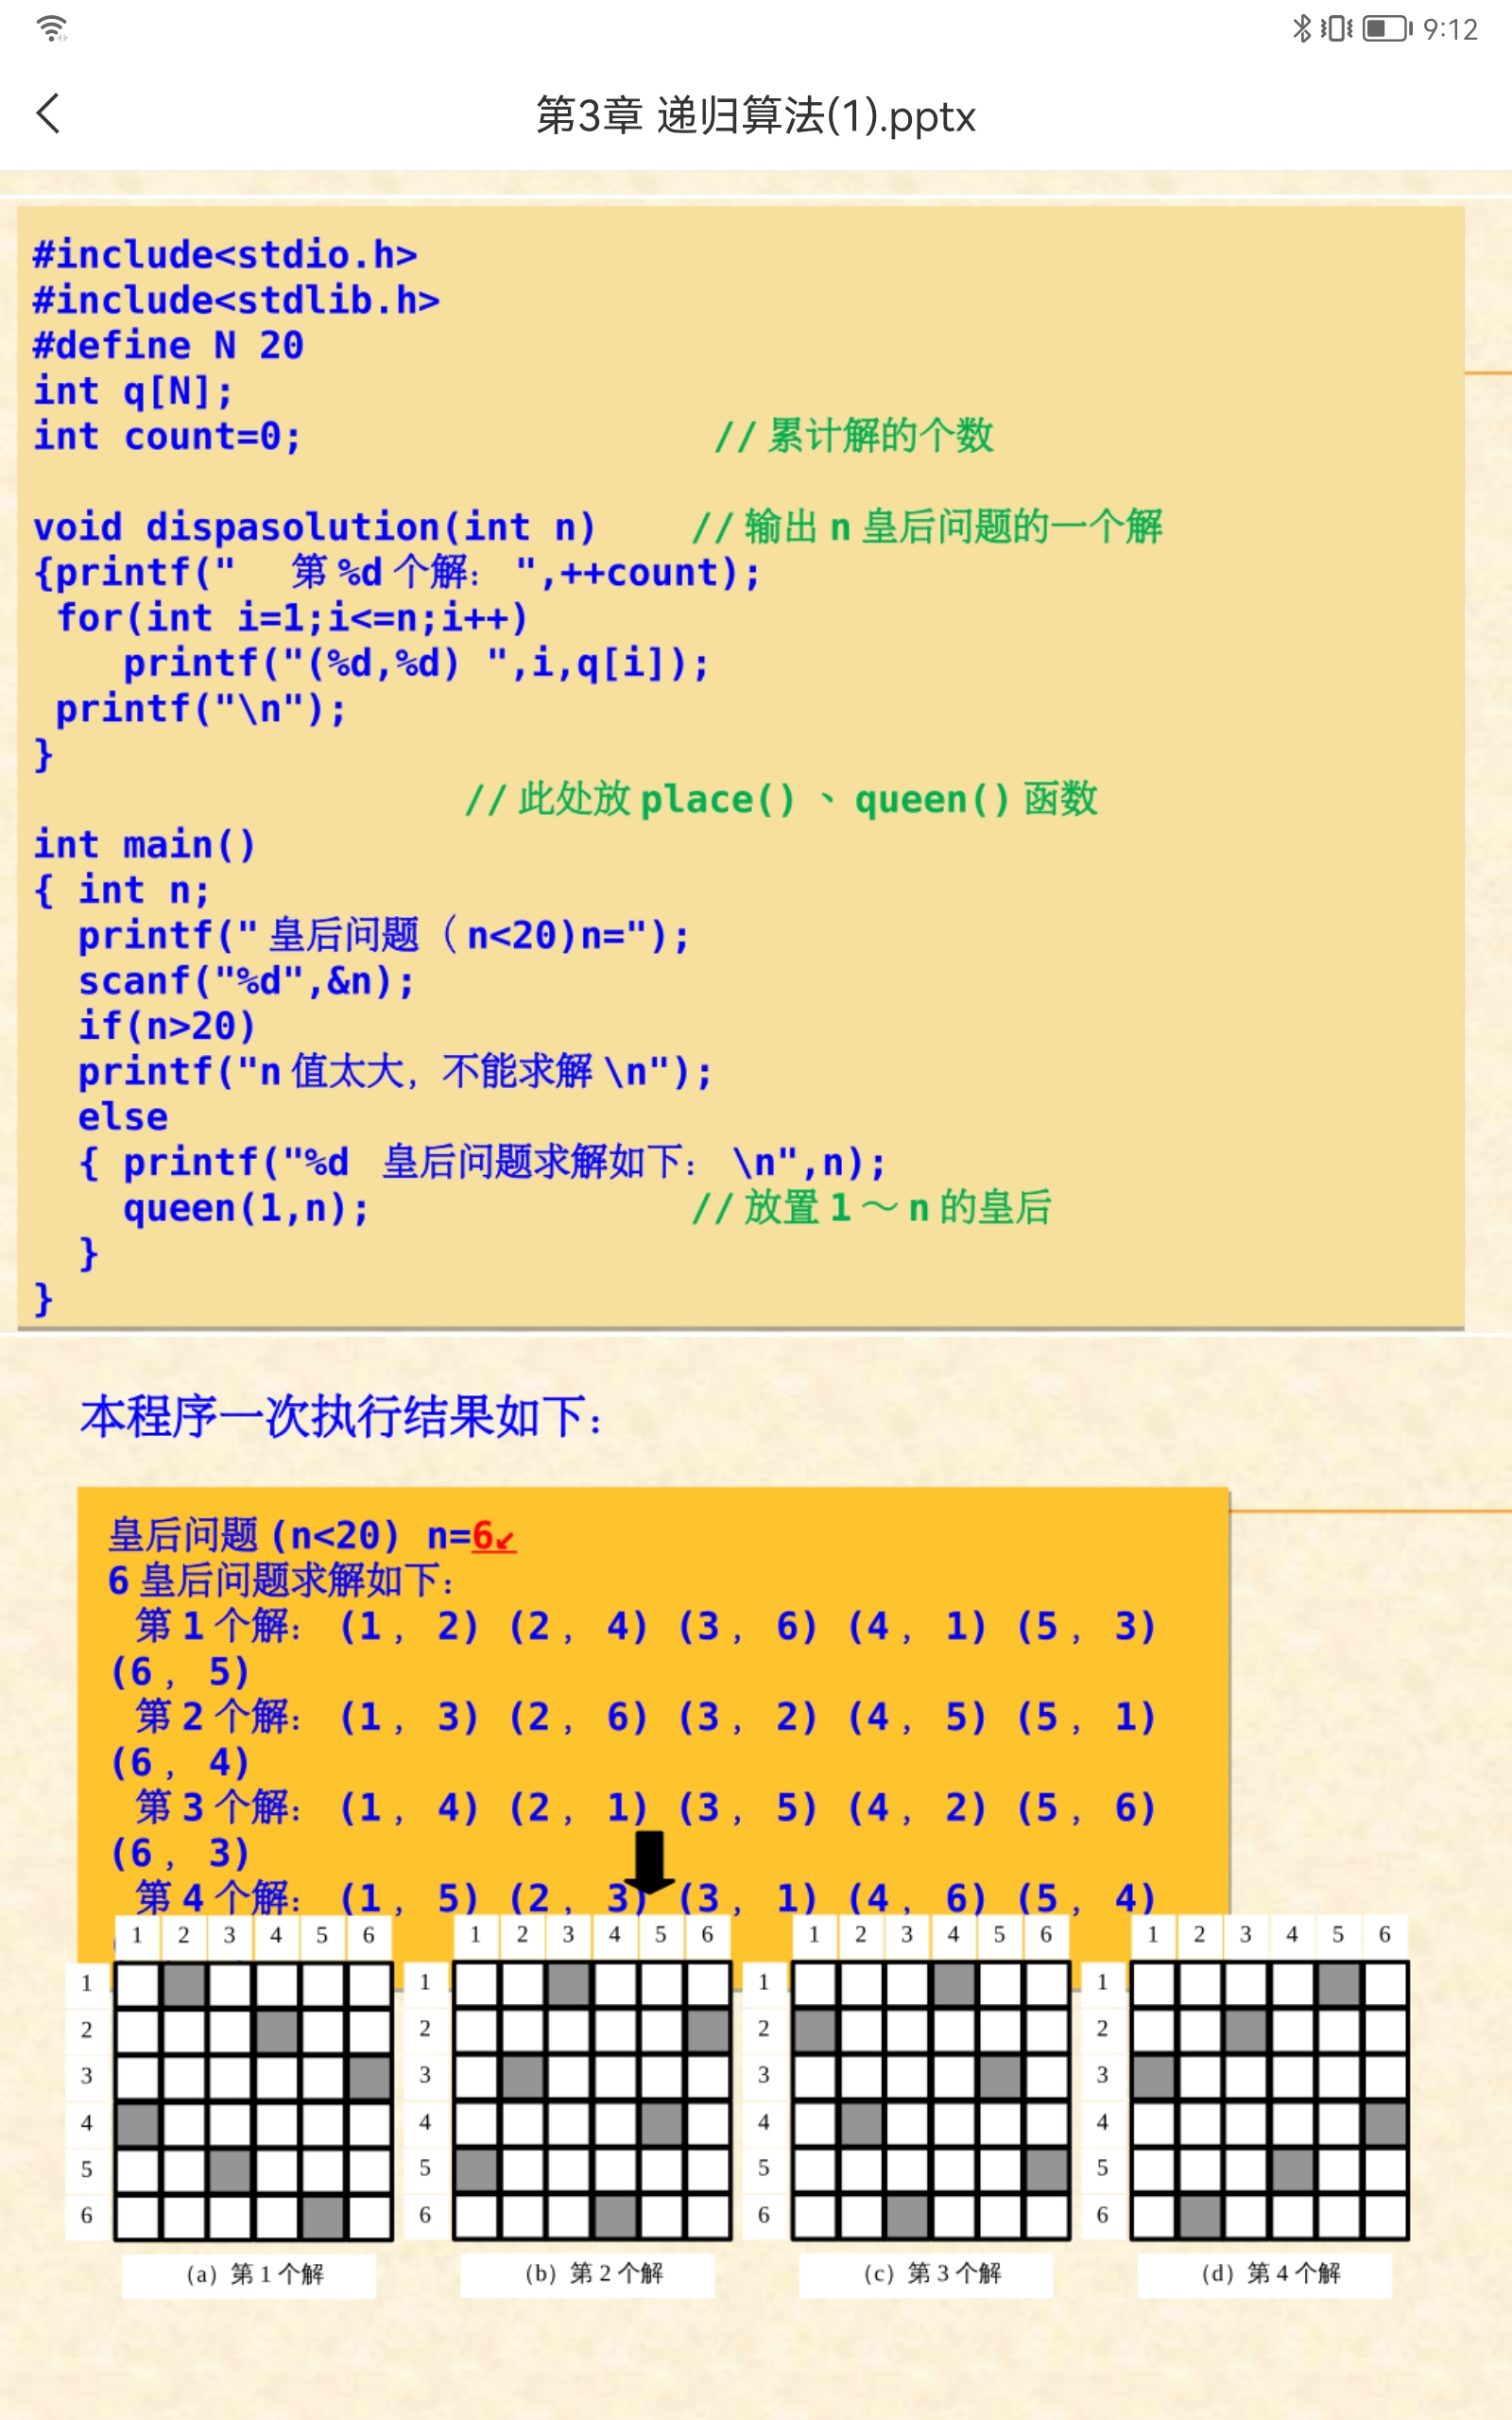 9:12
第3章 递归算法(1).pptx
#include<stdio.h>
#include<stdlib.h>
#define N 20
int q[N];
int count=0; //累计解的个数
void dispasolution(int n) //输出n皇后问题的一个解
{printf("  第%d个解： ",++count);
for(int i=1;i<=n;i++)
printf("(%d,%d) ",i,q[i]);
printf("\n");
}
//此处放place()、queen()函数
int main()
{ int n;
printf("皇后问题（n<20)n=");
scanf("%d",&n);
if(n>20)
printf("n值太大，不能求解\n");
else
{ printf("%d 皇后问题求解如下： \n",n);
queen(1,n); //放置1～n的皇后
}
}
本程序一次执行结果如下：
皇后问题(n<20) n=6↙
6皇后问题求解如下：
第1个解： (1, 2) (2, 4) (3, 6) (4, 1) (5, 3)
(6, 5)
第2个解： (1, 3) (2, 6) (3, 2) (4, 5) (5, 1)
(6, 4)
第3个解： (1, 4) (2, 1) (3, 5) (4, 2) (5, 6)
(6, 3)
第4个解： (1, 5) (2, 3) (3, 1) (4, 6) (5, 4)
1 2 3 4 5 6 1 2 3 4 5 6 1 2 3 4 5 6 1 2 3 4 5 6
1 1 1 1
2 2 2 2
3 3 3 3
4 4 4 4
5 5 5 5
6 6 6 6
（a）第1个解 （b）第2个解 （c）第3个解 （d）第4个解